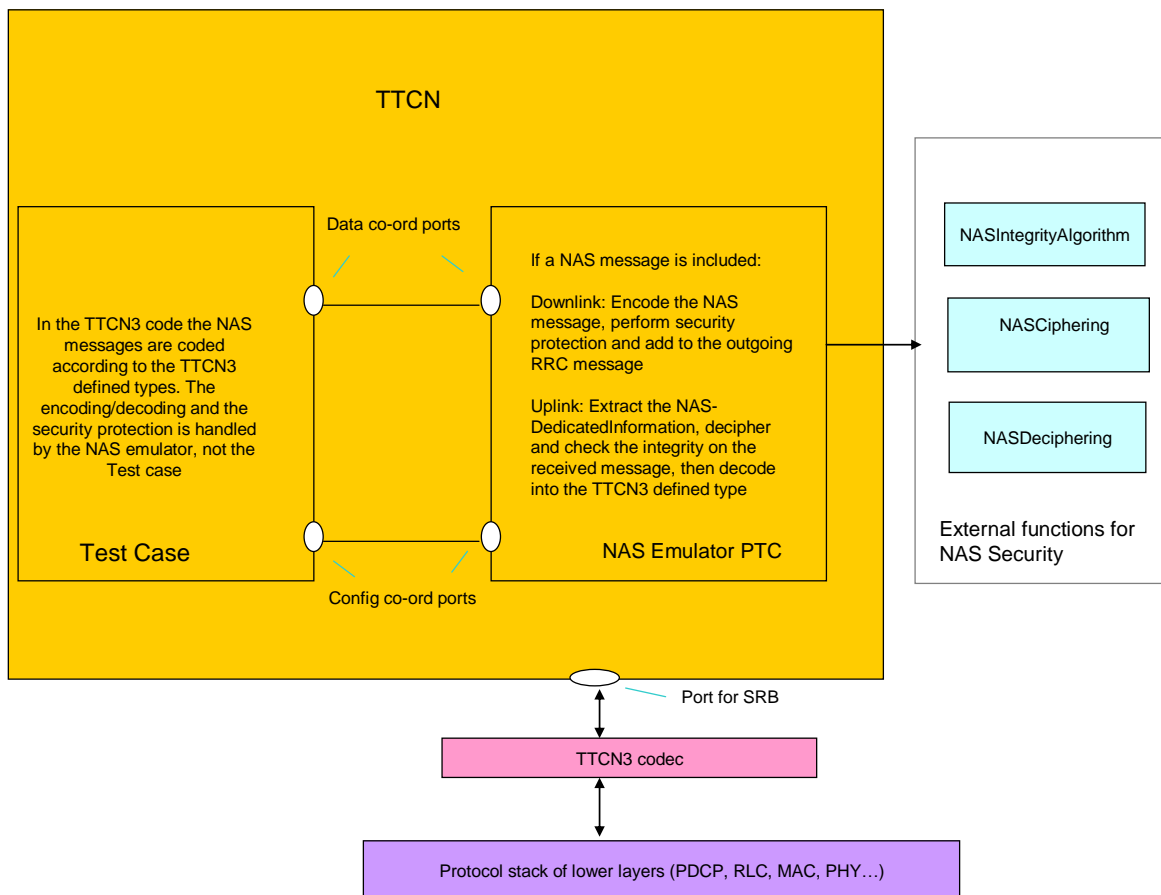 TTCN
Data co-ord ports
In the TTCN3 code the NAS
messages are coded
according to the TTCN3
defined types. The
encoding/decoding and the
security protection is handled
by the NAS emulator, not the
Test case
Test Case
If a NAS message is included:
Downlink: Encode the NAS
message, perform security
protection and add to the outgoing
RRC message
Uplink: Extract the NAS-
DedicatedInformation, decipher
and check the integrity on the
received message, then decode
into the TTCN3 defined type
NAS Emulator PTC
Config co-ord ports
NASIntegrityAlgorithm
NASCiphering
NASDeciphering
External functions for
NAS Security
Port for SRB
TTCN3 codec
Protocol stack of lower layers (PDCP, RLC, MAC, PHY…)